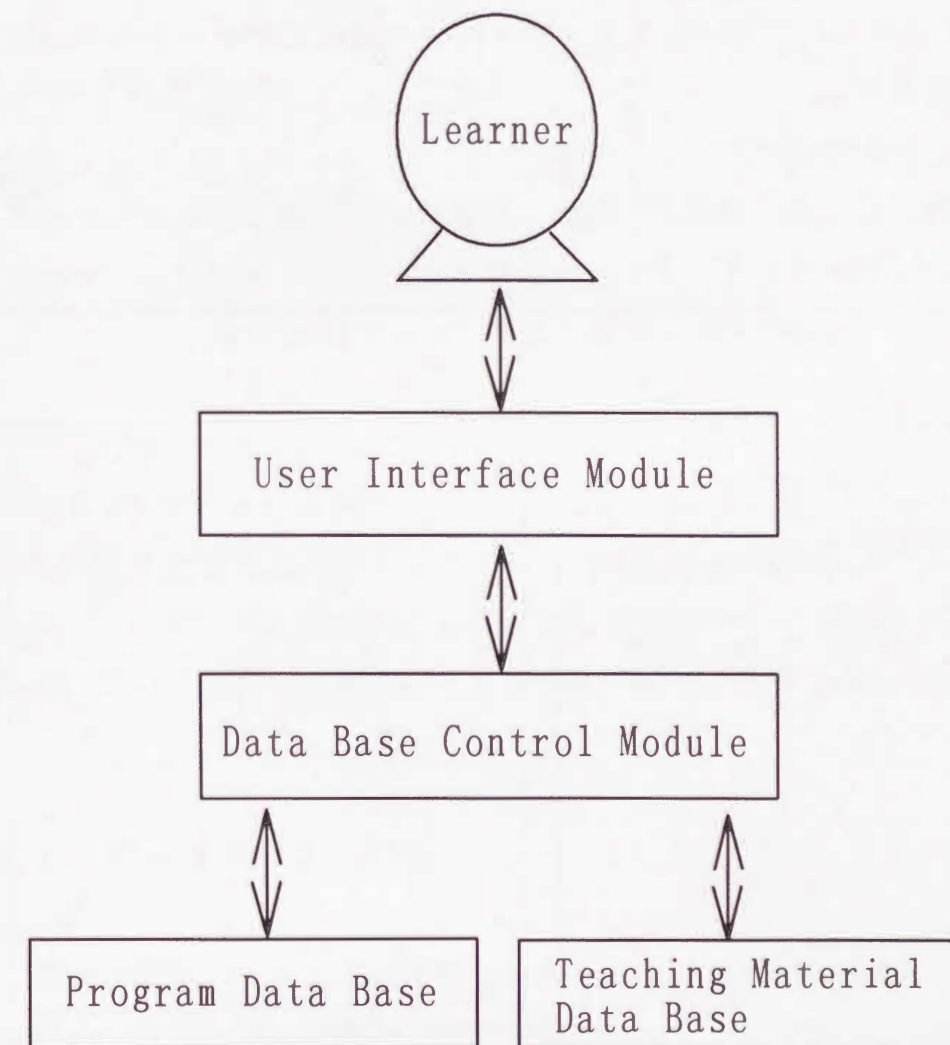 Learner
User Interface Module
Data Base Control Module
Program Data Base
Teaching Material
Data Base